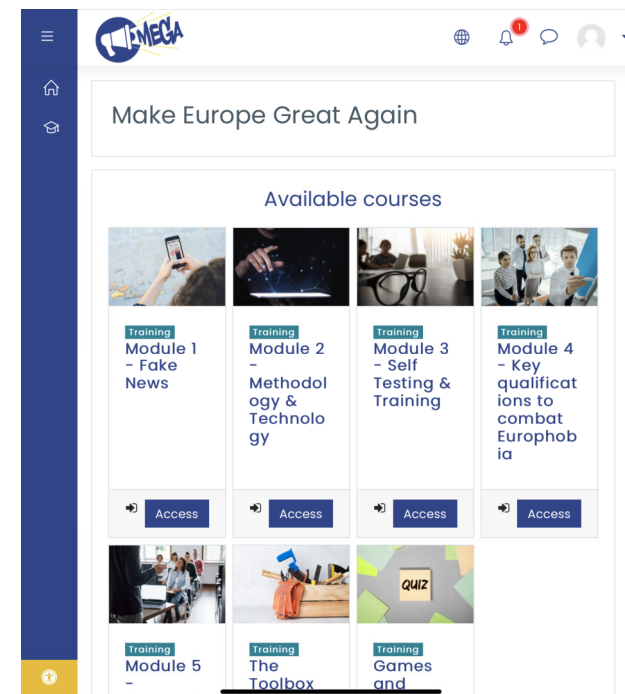 MEGA
1
Make Europe Great Again
Available courses
Training
Module 1
- Fake
News
Access
Training
Module 2
-
Methodol
ogy &
Technolo
gy
Access
Training
Module 3
- Self
Testing &
Training
Access
Training
Module 4
- Key
qualificat
ions to
combat
Europhob
ia
Access
Training
Module 5
-
Training
The
Toolbox
QUIZ
Training
Games
and